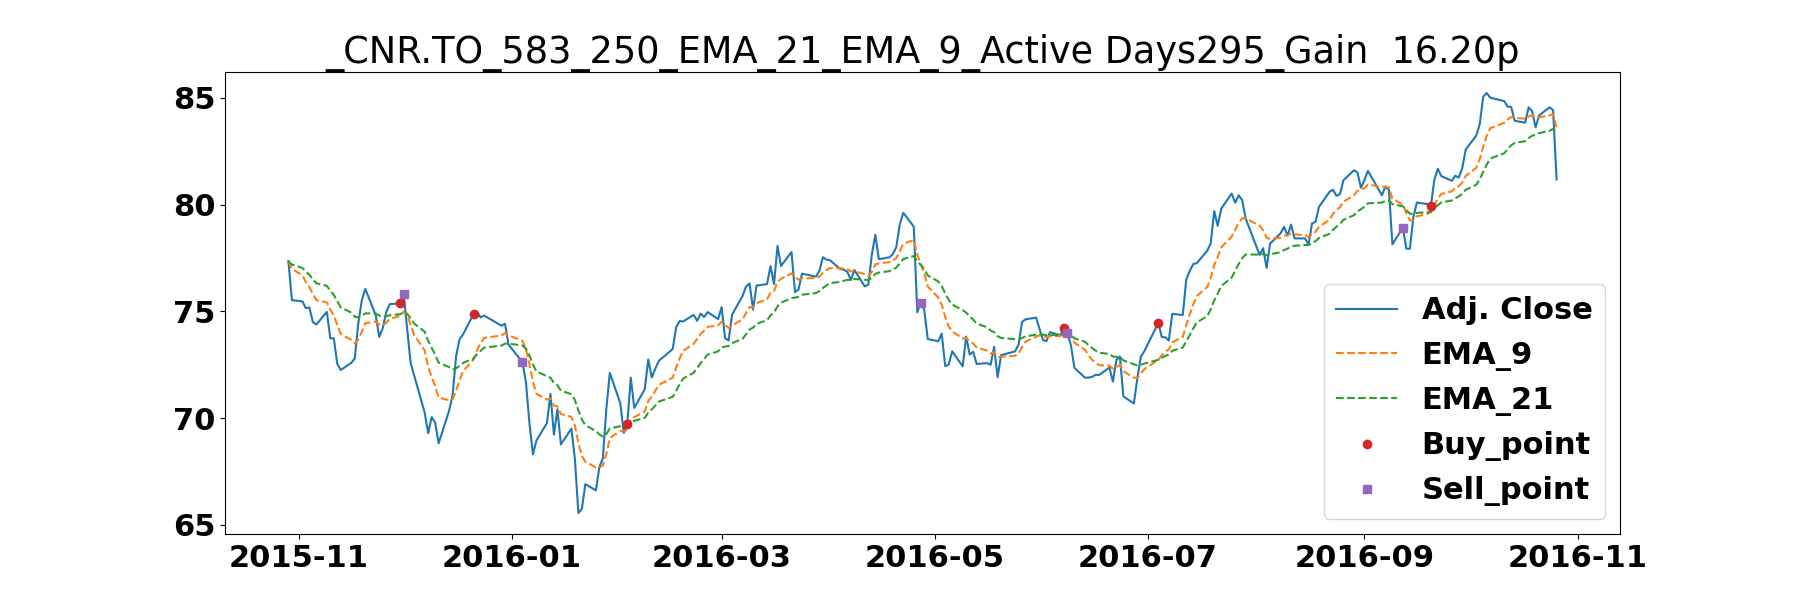 _CNR.TO_583_250_EMA_21_EMA_9_Active Days295_Gain  16.20p
85
80
75
70
65
2015-11
2016-01
2016-03
2016-05
2016-07
2016-09
2016-11
Adj. Close
EMA_9
EMA_21
Buy_point
Sell_point